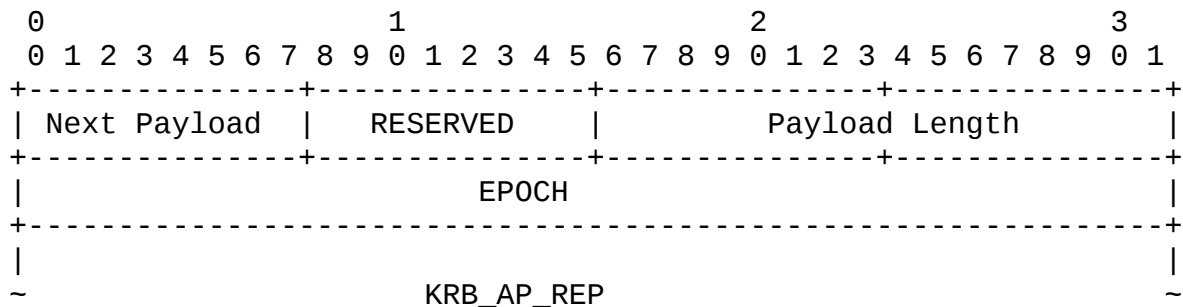 0                   1                   2                   3
 0 1 2 3 4 5 6 7 8 9 0 1 2 3 4 5 6 7 8 9 0 1 2 3 4 5 6 7 8 9 0 1
+---------------+---------------+---------------+---------------+
| Next Payload  |   RESERVED    |         Payload Length        |
+---------------+---------------+---------------+---------------+
|                         EPOCH                                 |
+---------------------------------------------------------------+
|                                                               |
~                      KRB_AP_REP                               ~